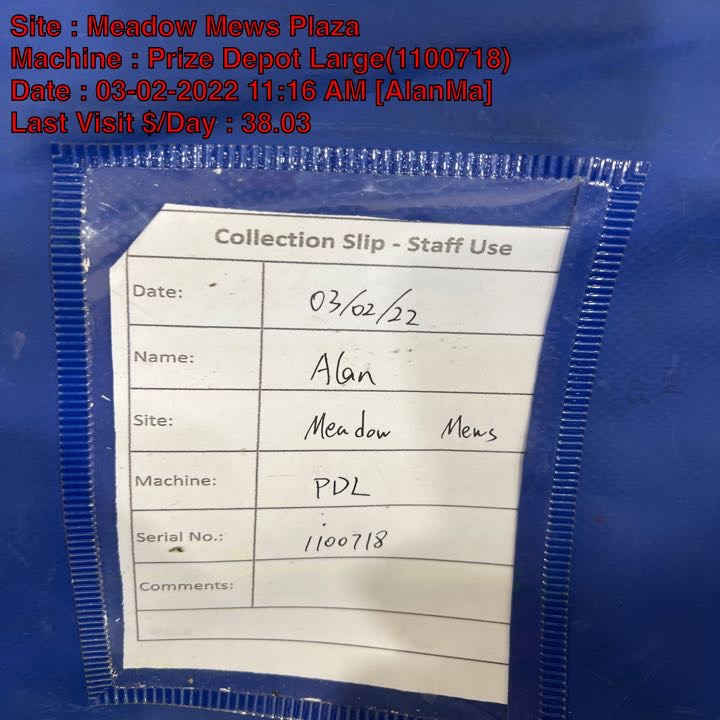 Site : Meadow Mews Plaza
Machine : Prize Depot Large(1100718)
Date : 03-02-2022 11:16 AM [AlanMa]
Last Visit $/Day : 38.03
Collection Slip - Staff Use
Date: 03/02/22
Name: Alan
Site: Meadow Mews
Machine: PDL
Serial No.: 1100718
Comments: